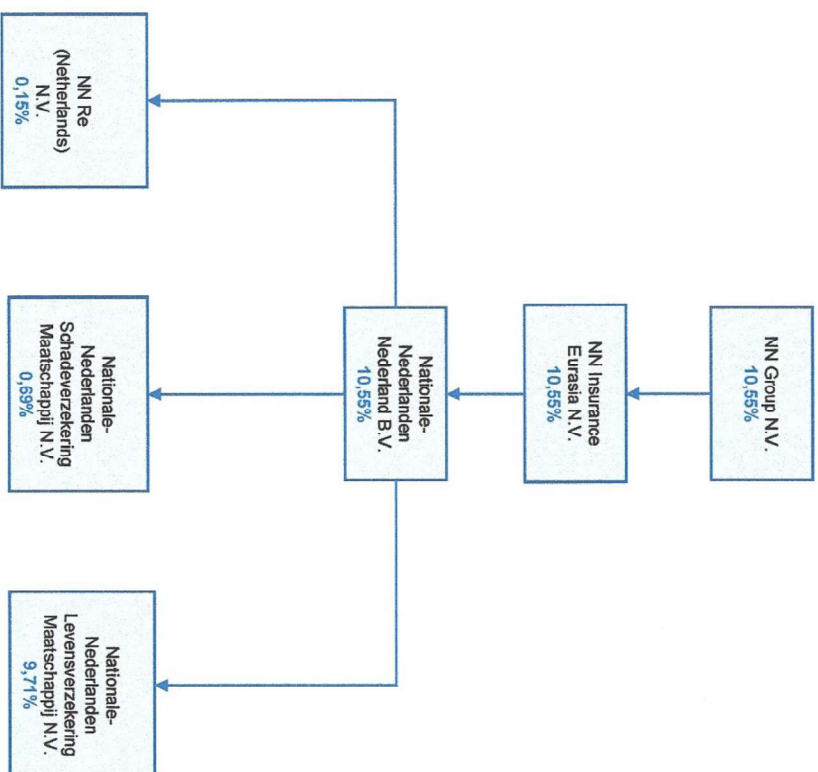 NN Group N.V.
10,55%
NN Insurance
Eurasia N.V.
10,55%
Nationale-
Nederlanden
Nederland B.V.
10,55%
NN Re
(Netherlands)
N.V.
0,15%
Nationale-
Nederlanden
Schadeverzekering
Maatschappij N.V.
0,69%
Nationale-
Nederlanden
Levensverzekering
Maatschappij N.V.
9,71%